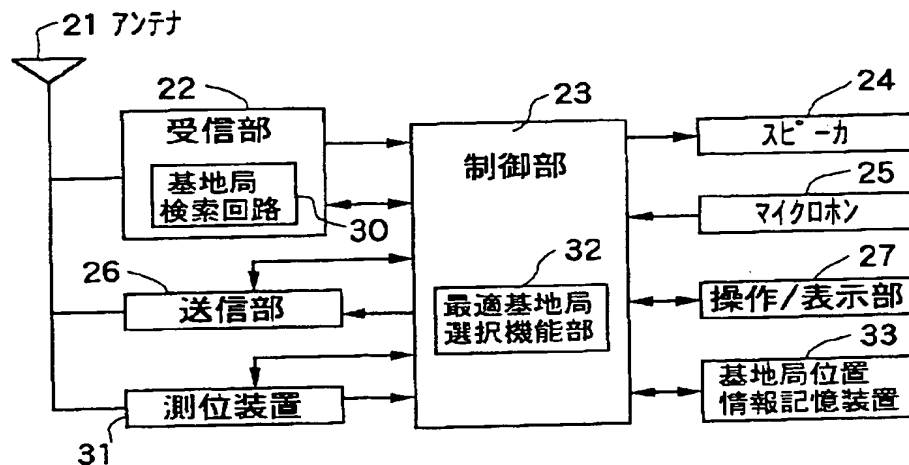 21 アンテナ
22
受信部
基地局
検索回路
30
23
制御部
32
最適基地局
選択機能部
24
スピーカ
25
マイクロホン
26
送信部
27
操作/表示部
31
測位装置
33
基地局位置
情報記憶装置